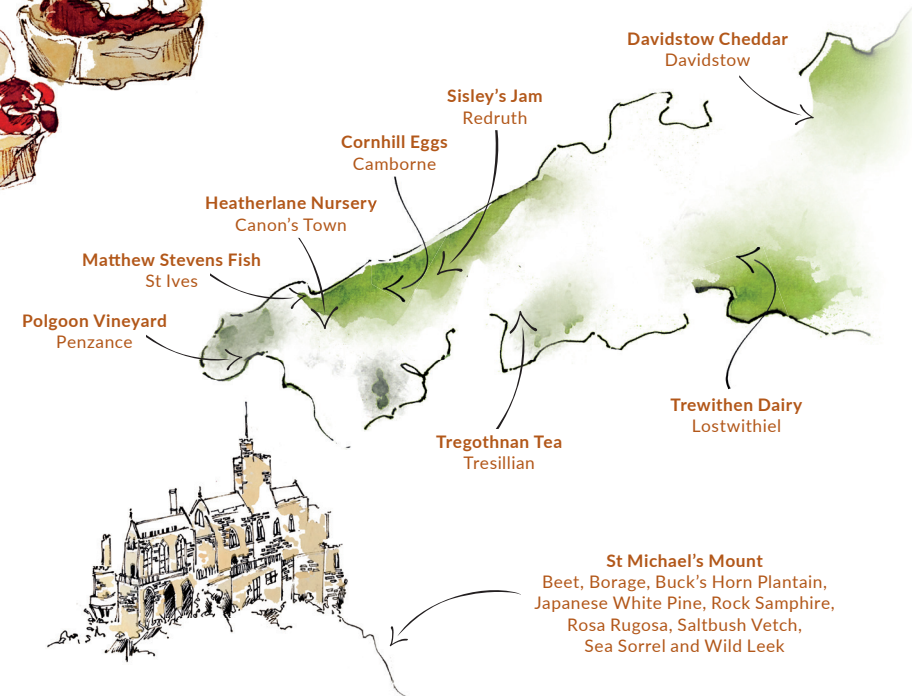 Davidstow Cheddar
Davidstow
Sisley's Jam
Redruth
Cornhill Eggs
Camborne
Heatherlane Nursery
Canon's Town
Matthew Stevens Fish
St Ives
Polgoon Vineyard
Penzance
Trewithen Dairy
Lostwithiel
Tregothnan Tea
Tresillian
St Michael's Mount
Beet, Borage, Buck's Horn Plantain,
Japanese White Pine, Rock Samphire,
Rosa Rugosa, Saltbush Vetch,
Sea Sorrel and Wild Leek